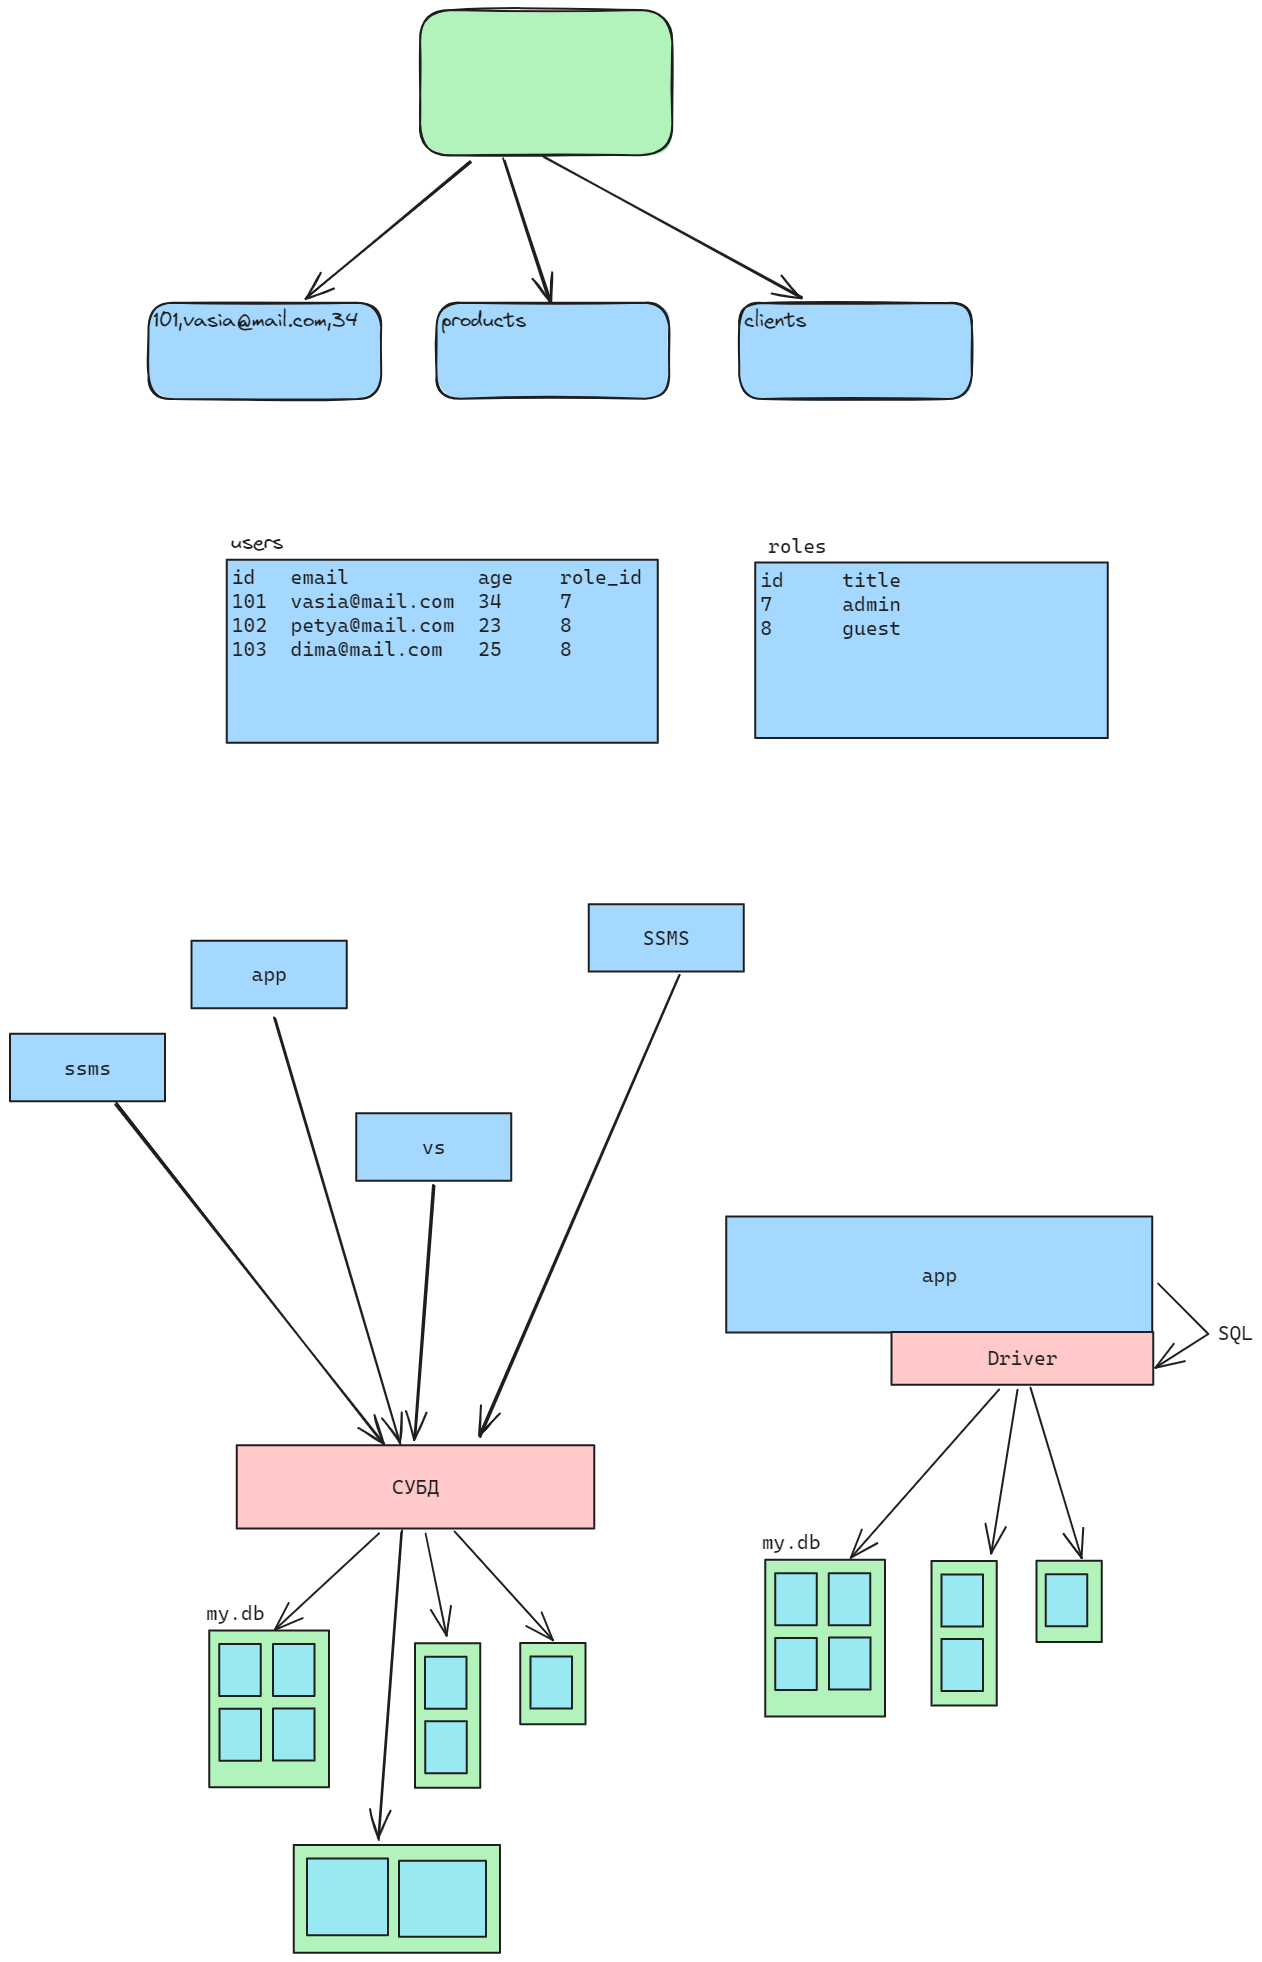 101,vasia@mail.com,34
products
clients
users
id email age role_id
101 vasia@mail.com 34 7
102 petya@mail.com 23 8
103 dima@mail.com 25 8
roles
id title
7 admin
8 guest
SSMS
app
ssms
vs
app
SQL
Driver
СУБД
my.db
my.db